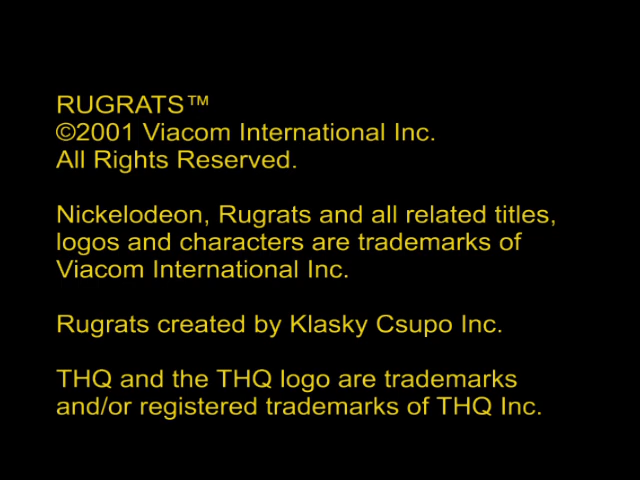 RUGRATS™
©2001 Viacom International Inc.
All Rights Reserved.
Nickelodeon, Rugrats and all related titles,
logos and characters are trademarks of
Viacom International Inc.
Rugrats created by Klasky Csupo Inc.
THQ and the THQ logo are trademarks
and/or registered trademarks of THQ Inc.